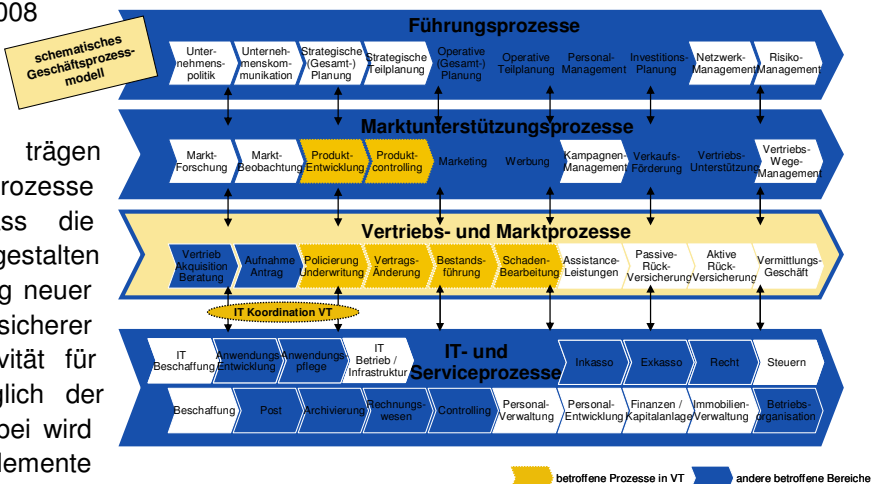 008
trägen
prozesse
ass die
gestalten
g neuer
sicherer
vität für
glich der
bei wird
lemente
schematisches
Geschäftsprozess-
modell
Führungsprozesse
Unter-
nehmens-
politik
Unterneh-
menskom-
munikation
Strategische
(Gesamt-)
Planung
Strategische
Teilplanung
Operative
(Gesamt-)
Planung
Operative
Teilplanung
Personal-
Management
Investitions-
Planung
Netzwerk-
Management
Risiko-
Management
Marktunterstützungsprozesse
Markt-
Forschung
Markt-
Beobachtung
Produkt-
Entwicklung
Produkt-
controlling
Marketing
Werbung
Kampagnen-
Management
Verkaufs-
Förderung
Vertriebs-
Unterstützung
Vertriebs-
Wege-
Management
Vertriebs- und Marktprozesse
Vertrieb
Akquisition
Beratung
Aufnahme
Antrag
Policierung
Underwriting
Vertrags-
Änderung
Bestands-
führung
Schaden-
Bearbeitung
Assistance-
Leistungen
Passive-
Rück-
Versicherung
Aktive
Rück-
Versicherung
Vermittlungs-
Geschäft
IT Koordination VT
IT- und
Serviceprozesse
IT
Beschaffung
Anwendungs-
Entwicklung
Anwendungs-
pflege
IT
Betrieb /
Infrastruktur
Inkasso
Exkasso
Recht
Steuern
Beschaffung
Post
Archivierung
Rechnungs-
wesen
Controlling
Personal-
Verwaltung
Personal-
Entwicklung
Finanzen /
Kapitalanlage
Immobilien-
Verwaltung
Betriebs-
organisation
betroffene Prozesse in VT
andere betroffene Bereiche